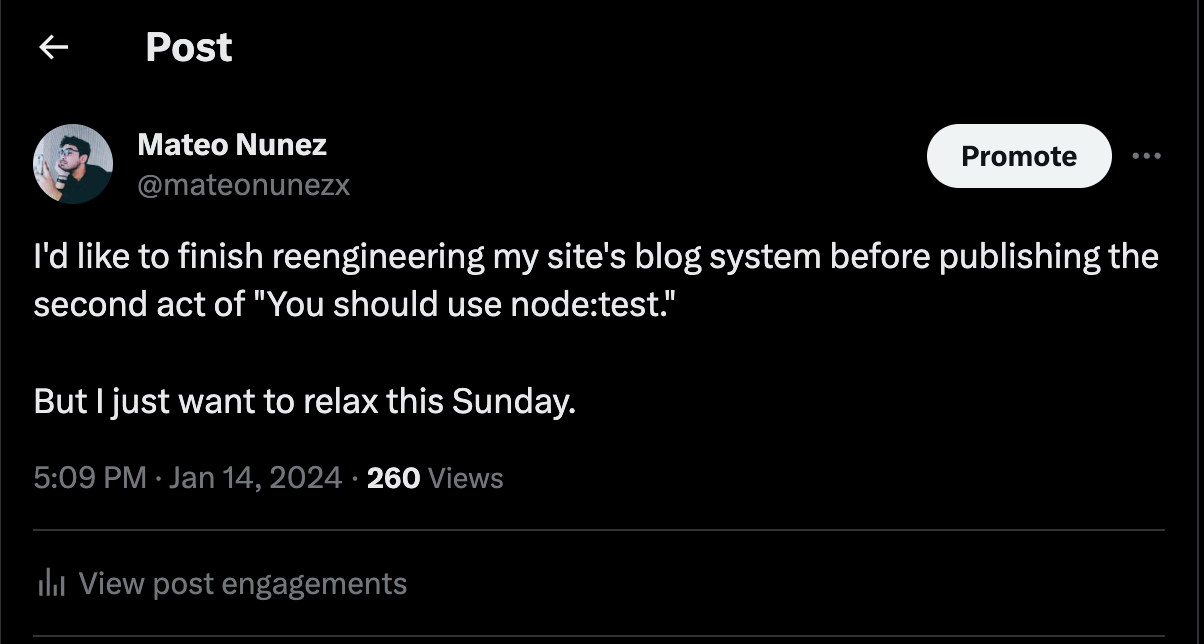 Post
Mateo Nunez
@mateonunezx
Promote
I'd like to finish reengineering my site's blog system before publishing the
second act of "You should use node:test."
But I just want to relax this Sunday.
5:09 PM · Jan 14, 2024 · 260 Views
View post engagements